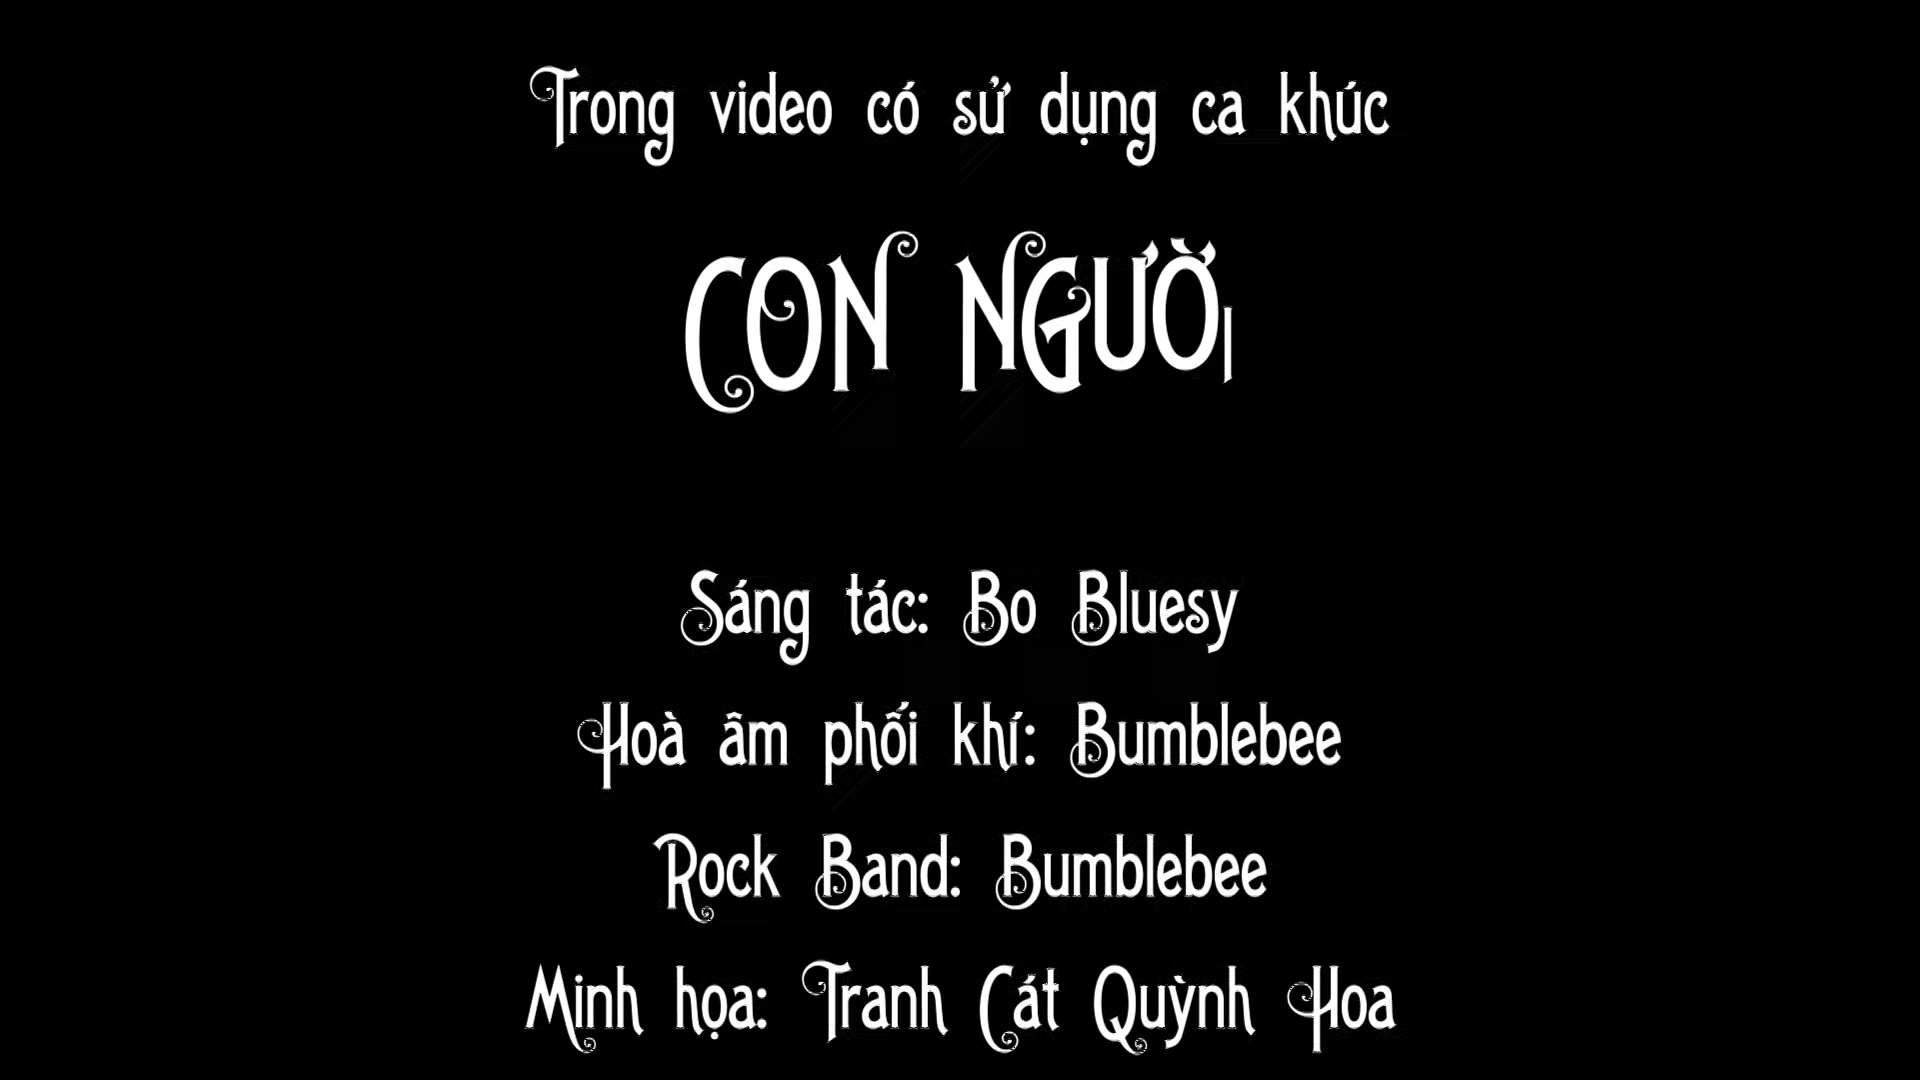 Trong video có sử dụng ca khúc
CON NGƯỜI
Sáng tác: Bo Bluesy
Hoà âm phối khí: Bumblebee
Rock Band: Bumblebee
Minh họa: Tranh Cát Quỳnh Hoa